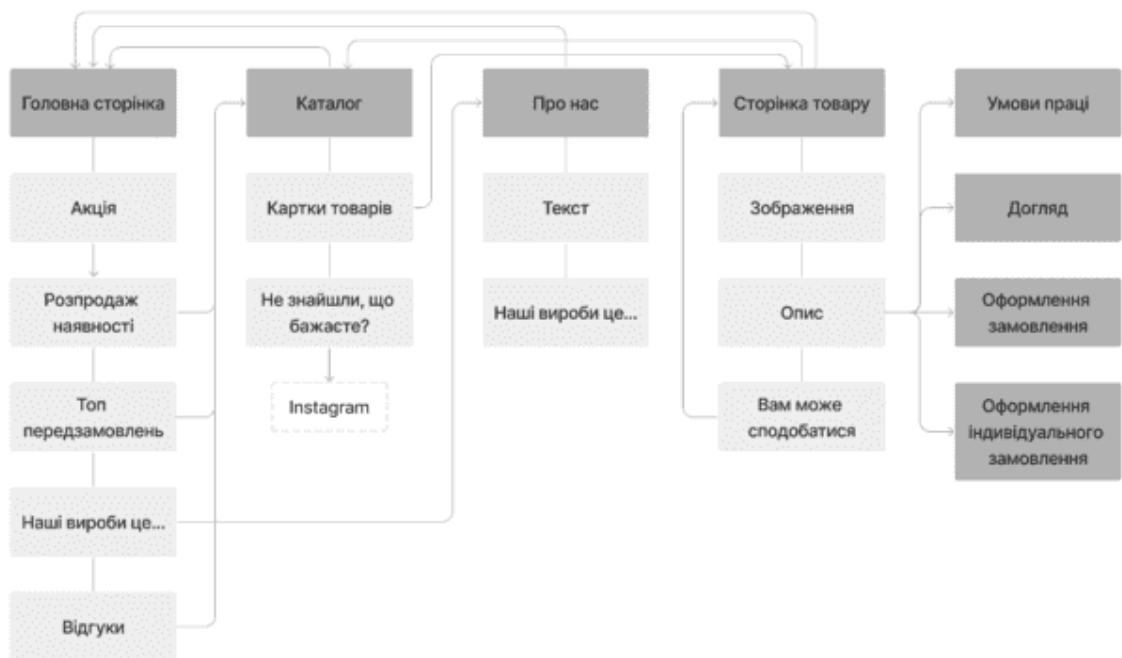 Головна сторінка
Каталог
Про нас
Сторінка товару
Умови праці
Акція
Картки товарів
Текст
Зображення
Догляд
Розпродаж
наявності
Не знайшли, що
бажаєте?
Наші вироби це...
Опис
Оформлення
замовлення
Топ
передзамовлень
Instagram
Вам може
сподобатися
Оформлення
індивідуального
замовлення
Наші вироби це...
Відгуки